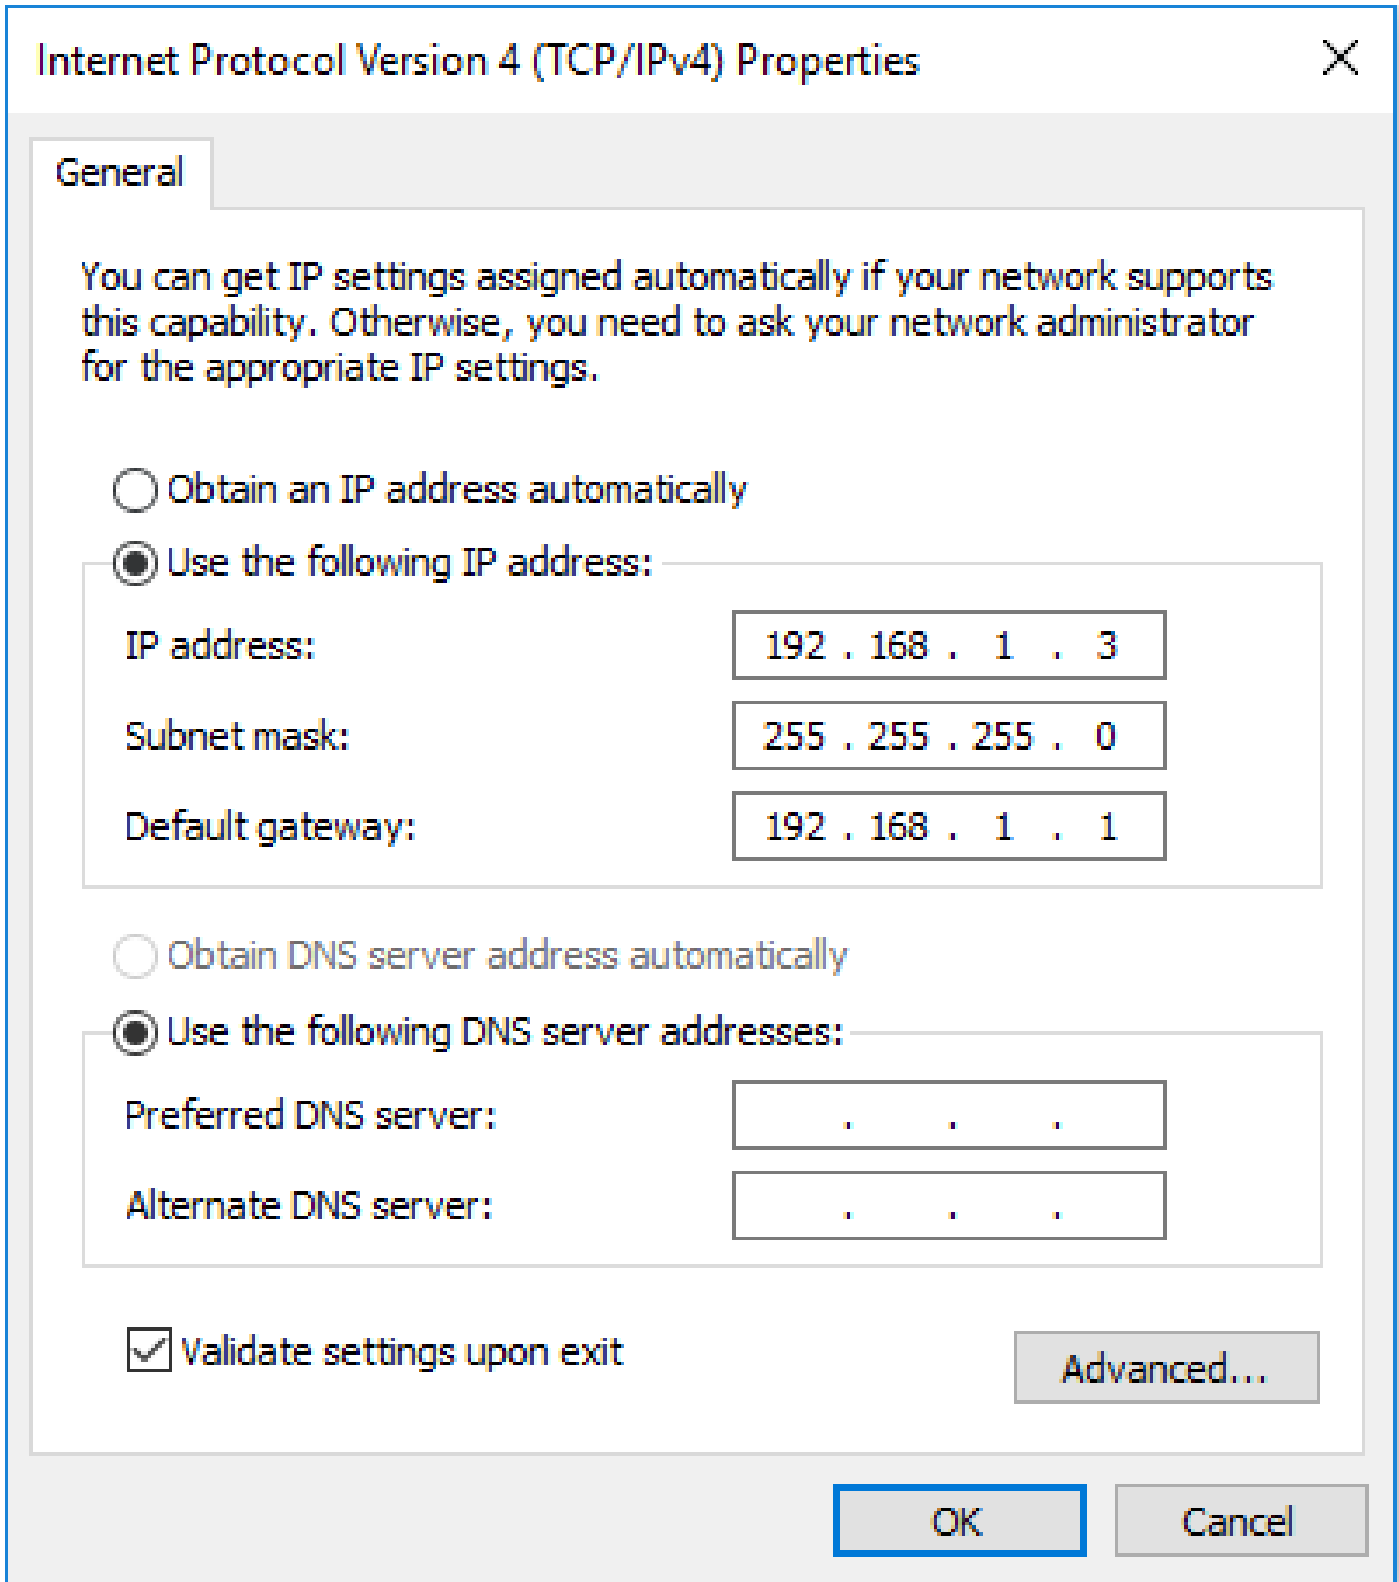 Internet Protocol Version 4 (TCP/IPv4) Properties
General
You can get IP settings assigned automatically if your network supports
this capability. Otherwise, you need to ask your network administrator
for the appropriate IP settings.
Obtain an IP address automatically
Use the following IP address:
IP address: 192 . 168 . 1 . 3
Subnet mask: 255 . 255 . 255 . 0
Default gateway: 192 . 168 . 1 . 1
Obtain DNS server address automatically
Use the following DNS server addresses:
Preferred DNS server: . . .
Alternate DNS server: . . .
Validate settings upon exit
Advanced...
OK Cancel